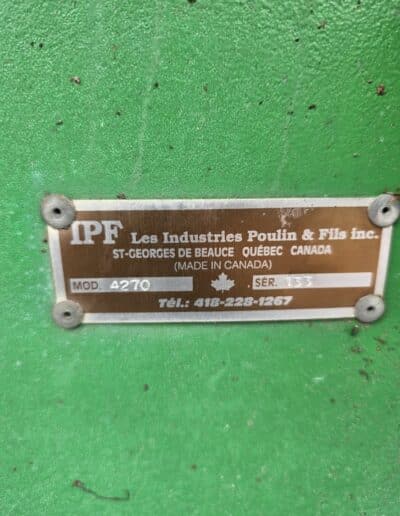 IPF Les Industries Poulin & Fils inc.
ST-GEORGES DE BEAUCE QUÉBEC CANADA
(MADE IN CANADA)
MOD. 4270 SER. 133
Tél.: 418-228-1267